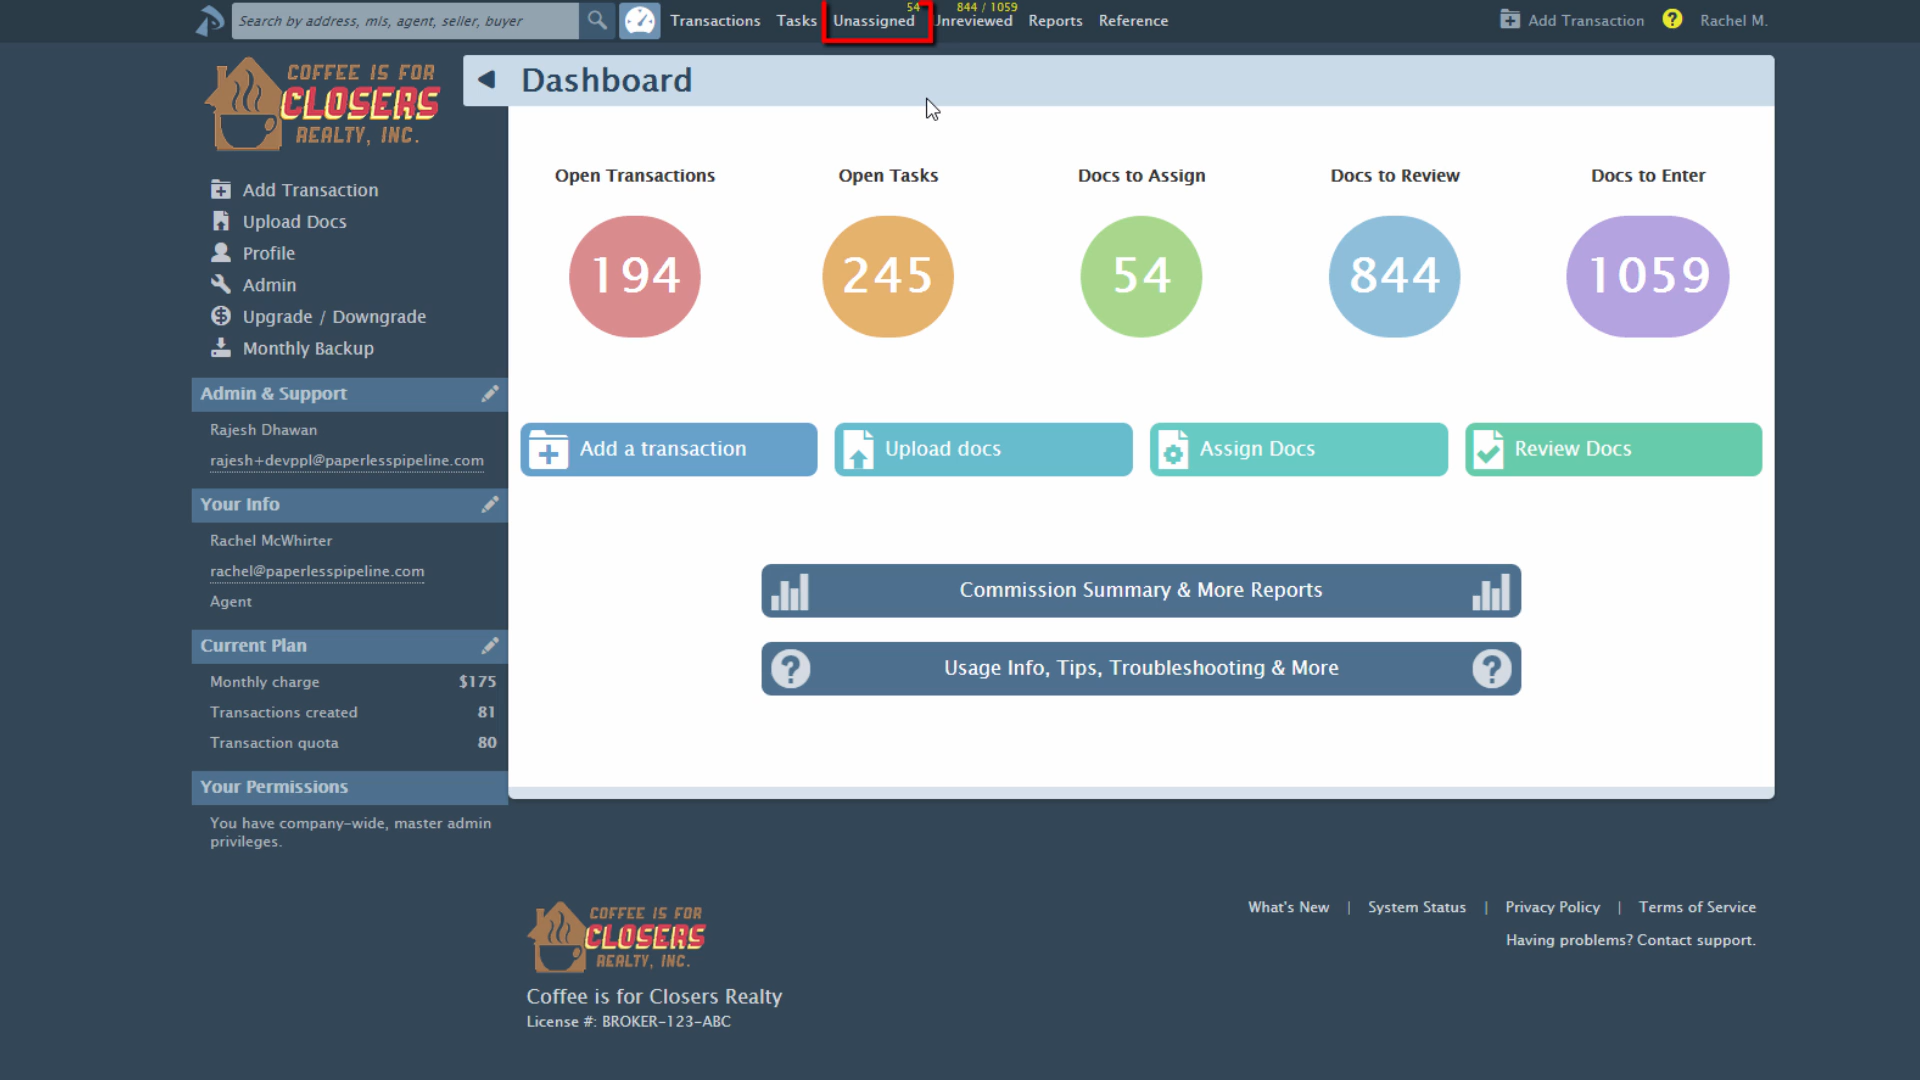 Search by address, mls, agent, seller, buyer
Transactions
Tasks
Unassigned
54
Unreviewed
844 / 1059
Reports
Reference
Add Transaction
?
Rachel M.
COFFEE IS FOR
CLOSERS
REALTY, INC.
Dashboard
Add Transaction
Upload Docs
Profile
Admin
Upgrade / Downgrade
Monthly Backup
Admin & Support
Rajesh Dhawan
rajesh+devppl@paperlesspipeline.com
Your Info
Rachel McWhirter
rachel@paperlesspipeline.com
Agent
Current Plan
Monthly charge $175
Transactions created 81
Transaction quota 80
Your Permissions
You have company-wide, master admin
privileges.
Open Transactions
194
Open Tasks
245
Docs to Assign
54
Docs to Review
844
Docs to Enter
1059
Add a transaction
Upload docs
Assign Docs
Review Docs
Commission Summary & More Reports
? Usage Info, Tips, Troubleshooting & More ?
COFFEE IS FOR
CLOSERS
REALTY, INC.
Coffee is for Closers Realty
License #: BROKER-123-ABC
What's New | System Status | Privacy Policy | Terms of Service
Having problems? Contact support.